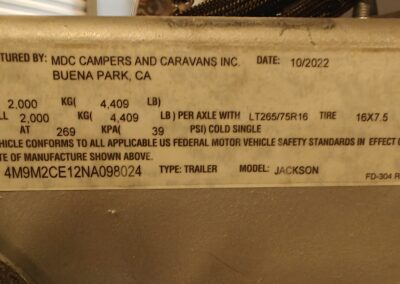 TURED BY: MDC CAMPERS AND CARAVANS INC. DATE: 10/2022
BUENA PARK, CA
2,000 KG( 4,409 LB)
LL 2,000 KG( 4,409 LB) PER AXLE WITH LT265/75R16 TIRE 16X7.5
AT 269 KPA( 39 PSI) COLD SINGLE
HICLE CONFORMS TO ALL APPLICABLE US FEDERAL MOTOR VEHICLE SAFETY STANDARDS IN EFFECT O
TE OF MANUFACTURE SHOWN ABOVE.
4M9M2CE12NA098024 TYPE: TRAILER MODEL: JACKSON
FD-304 R